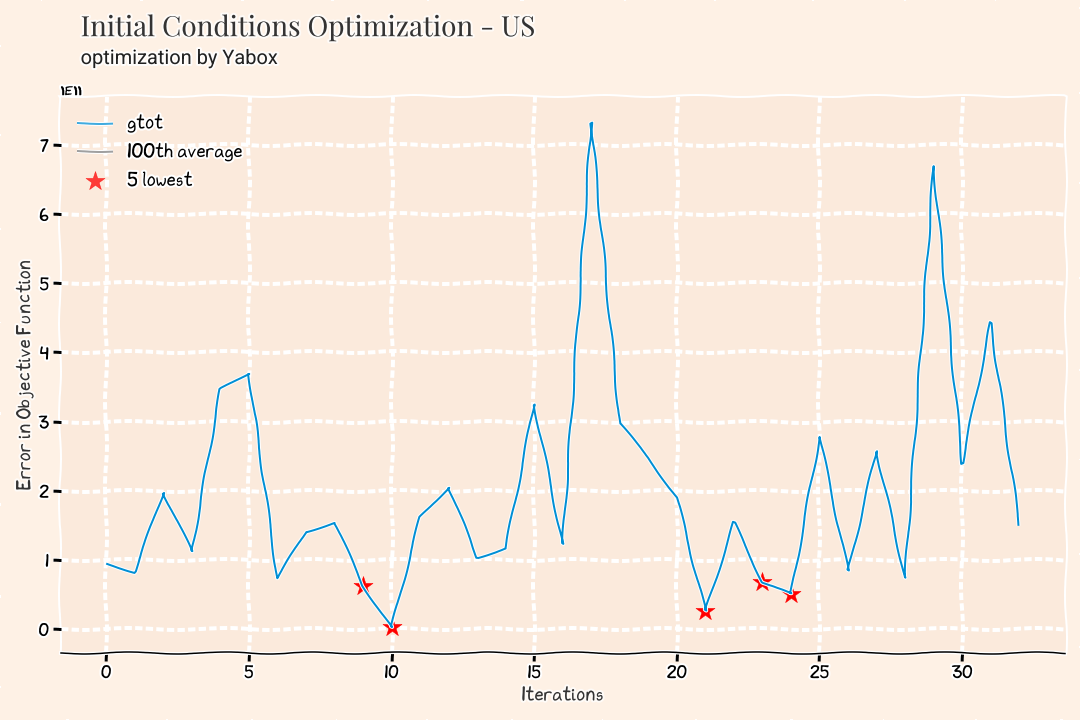 Initial Conditions Optimization - US
optimization by Yabox
1E11
gtot
100th average
5 lowest
7
6
5
4
3
2
1
0
Error in Objective Function
0 5 10 15 20 25 30
Iterations